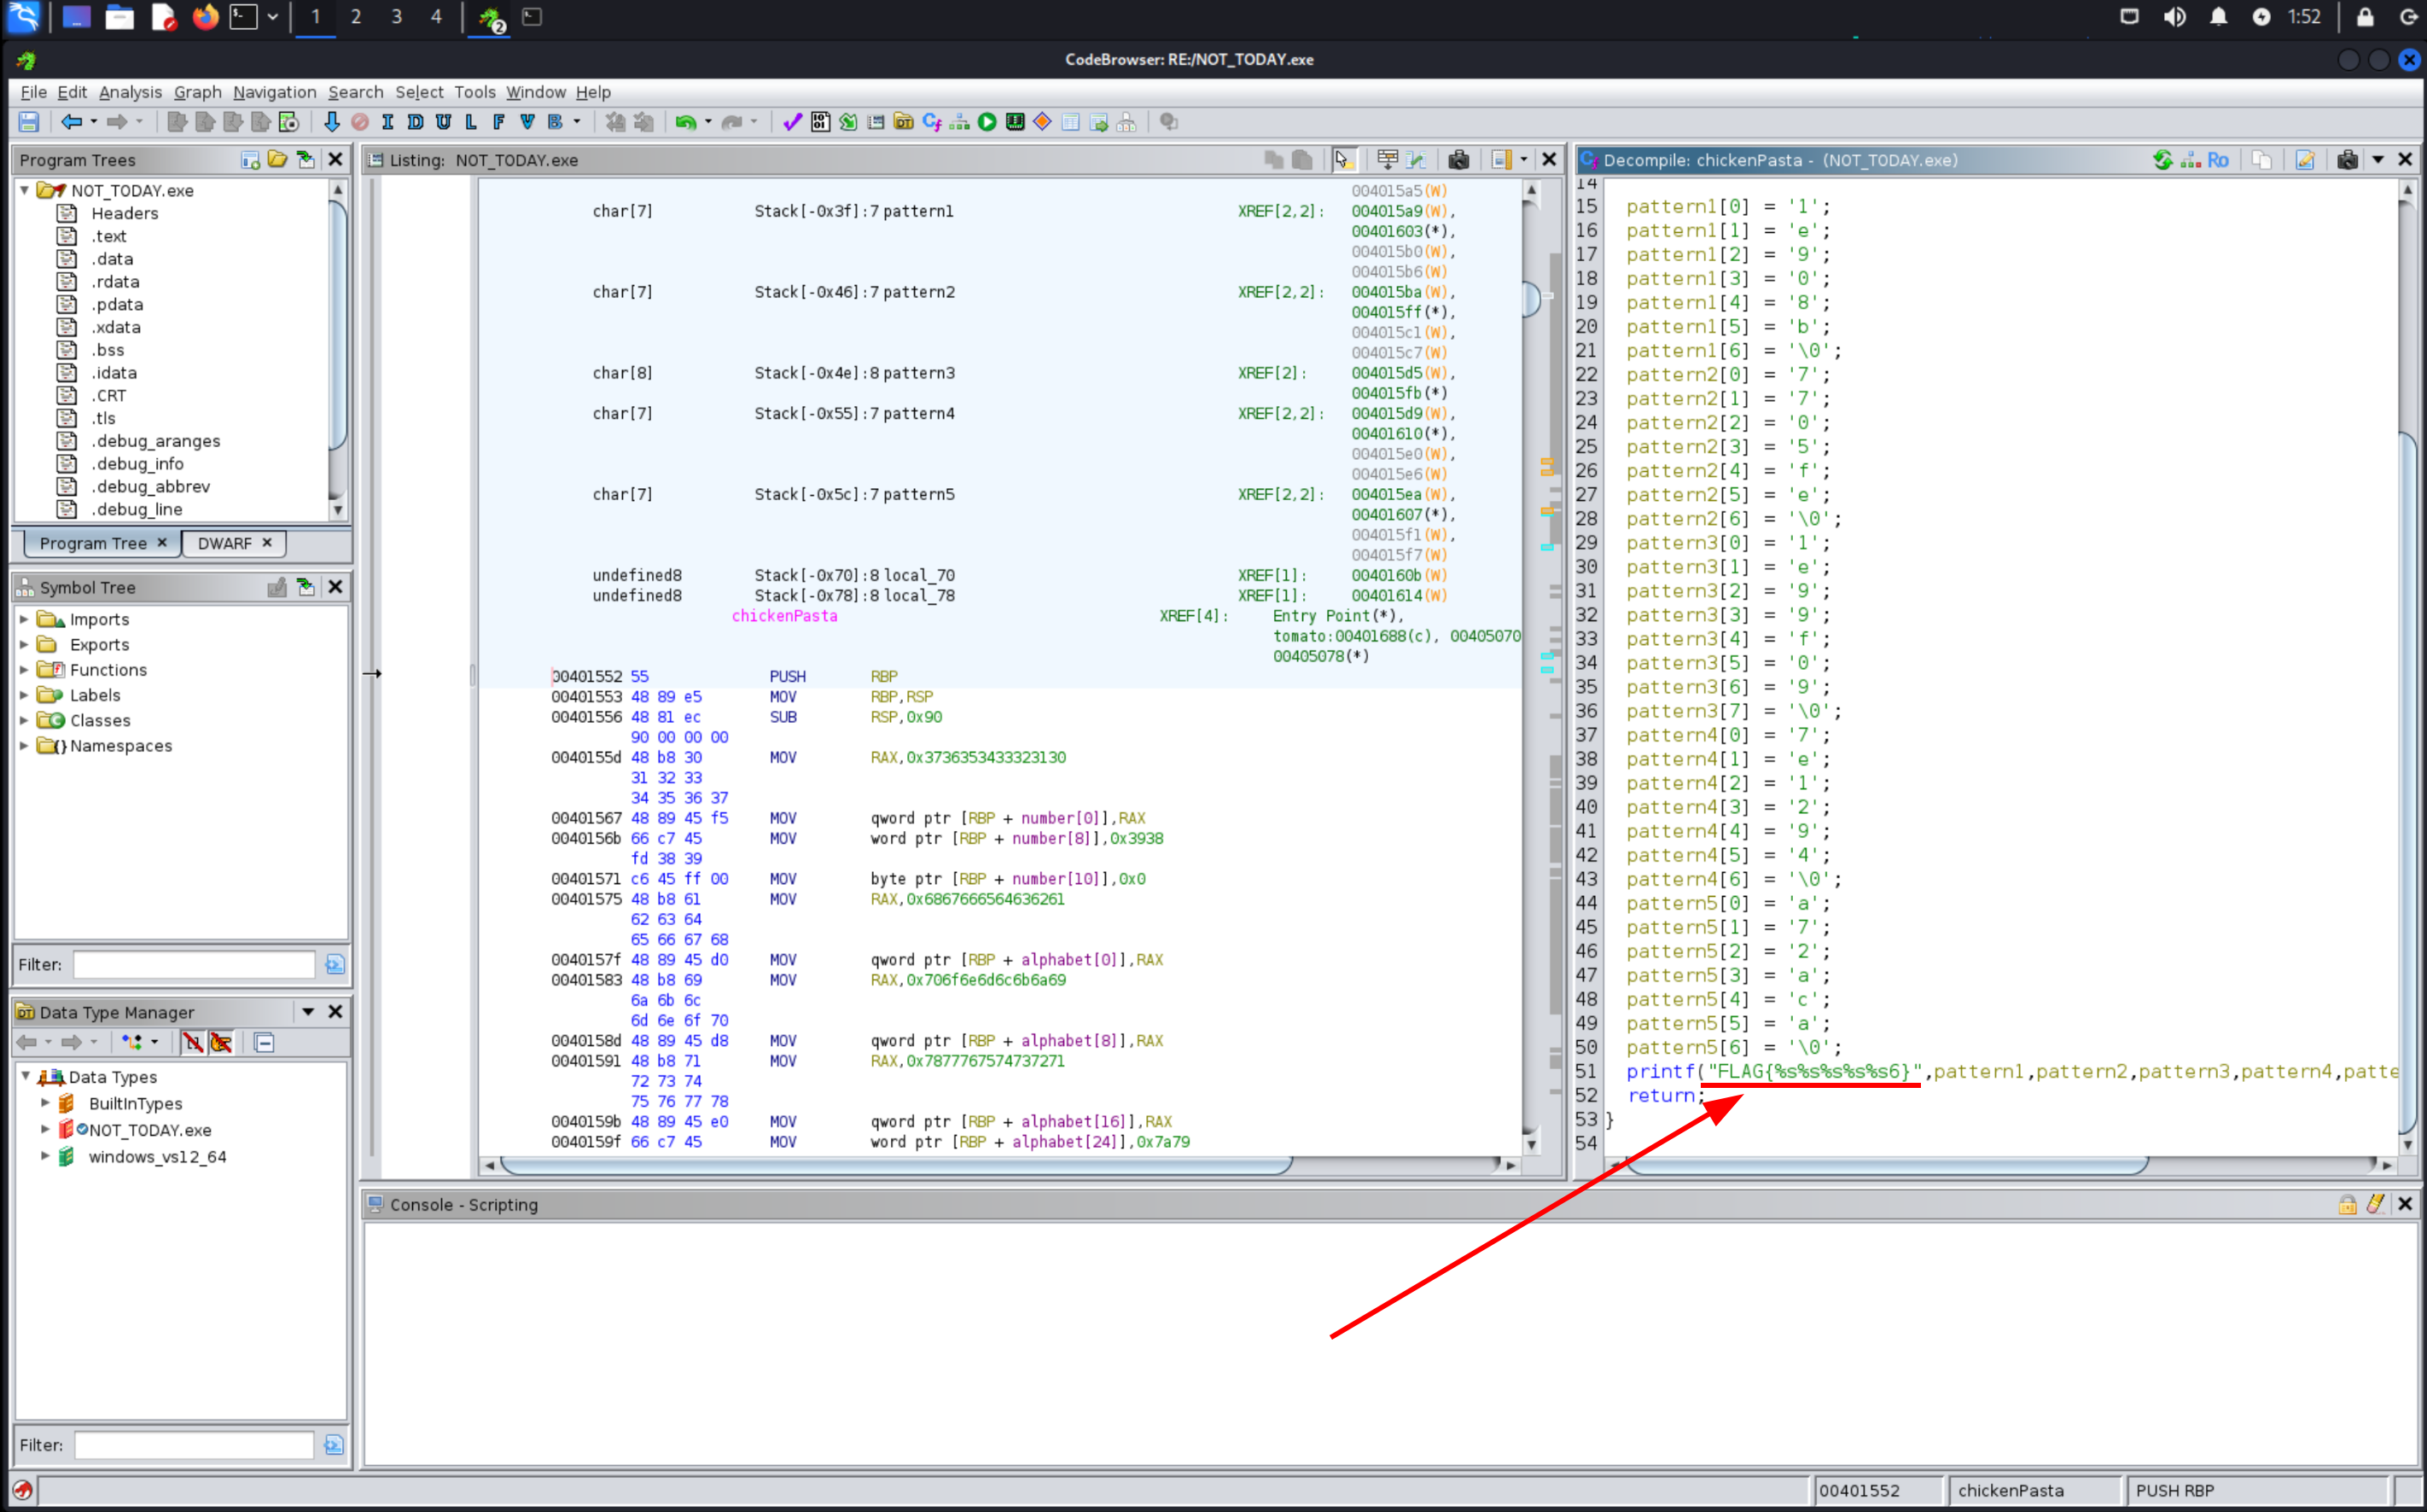 1 2 3 4 2 1:52
CodeBrowser: RE:/NOT_TODAY.exe
File Edit Analysis Graph Navigation Search Select Tools Window Help
I D U L F V B
Program Trees
NOT_TODAY.exe
Headers
.text
.data
.rdata
.pdata
.xdata
.bss
.idata
.CRT
.tls
.debug_aranges
.debug_info
.debug_abbrev
.debug_line
Program Tree × DWARF ×
Symbol Tree
Imports
Exports
Functions
Labels
Classes
Namespaces
Filter:
Data Type Manager
Data Types
BuiltInTypes
NOT_TODAY.exe
windows_vs12_64
Filter:
Listing: NOT_TODAY.exe
004015a5(W)
char[7] Stack[-0x3f]:7 pattern1 XREF[2,2]: 004015a9(W),
00401603(*),
004015b0(W),
004015b6(W)
char[7] Stack[-0x46]:7 pattern2 XREF[2,2]: 004015ba(W),
004015ff(*),
004015c1(W),
004015c7(W)
char[8] Stack[-0x4e]:8 pattern3 XREF[2]: 004015d5(W),
004015fb(*)
char[7] Stack[-0x55]:7 pattern4 XREF[2,2]: 004015d9(W),
00401610(*),
004015e0(W),
004015e6(W)
char[7] Stack[-0x5c]:7 pattern5 XREF[2,2]: 004015ea(W),
00401607(*),
004015f1(W),
004015f7(W)
undefined8 Stack[-0x70]:8 local_70 XREF[1]: 0040160b(W)
undefined8 Stack[-0x78]:8 local_78 XREF[1]: 00401614(W)
chickenPasta XREF[4]: Entry Point(*),
tomato:00401688(c), 00405070
00405078(*)
00401552 55 PUSH RBP
00401553 48 89 e5 MOV RBP,RSP
00401556 48 81 ec SUB RSP,0x90
90 00 00 00
0040155d 48 b8 30 MOV RAX,0x3736353433323130
31 32 33
34 35 36 37
00401567 48 89 45 f5 MOV qword ptr [RBP + number[0]],RAX
0040156b 66 c7 45 MOV word ptr [RBP + number[8]],0x3938
fd 38 39
00401571 c6 45 ff 00 MOV byte ptr [RBP + number[10]],0x0
00401575 48 b8 61 MOV RAX,0x6867666564636261
62 63 64
65 66 67 68
0040157f 48 89 45 d0 MOV qword ptr [RBP + alphabet[0]],RAX
00401583 48 b8 69 MOV RAX,0x706f6e6d6c6b6a69
6a 6b 6c
6d 6e 6f 70
0040158d 48 89 45 d8 MOV qword ptr [RBP + alphabet[8]],RAX
00401591 48 b8 71 MOV RAX,0x7877767574737271
72 73 74
75 76 77 78
0040159b 48 89 45 e0 MOV qword ptr [RBP + alphabet[16]],RAX
0040159f 66 c7 45 MOV word ptr [RBP + alphabet[24]],0x7a79
Decompile: chickenPasta - (NOT_TODAY.exe) Ro
14
15 pattern1[0] = '1';
16 pattern1[1] = 'e';
17 pattern1[2] = '9';
18 pattern1[3] = '0';
19 pattern1[4] = '8';
20 pattern1[5] = 'b';
21 pattern1[6] = '\0';
22 pattern2[0] = '7';
23 pattern2[1] = '7';
24 pattern2[2] = '0';
25 pattern2[3] = '5';
26 pattern2[4] = 'f';
27 pattern2[5] = 'e';
28 pattern2[6] = '\0';
29 pattern3[0] = '1';
30 pattern3[1] = 'e';
31 pattern3[2] = '9';
32 pattern3[3] = '9';
33 pattern3[4] = 'f';
34 pattern3[5] = '0';
35 pattern3[6] = '9';
36 pattern3[7] = '\0';
37 pattern4[0] = '7';
38 pattern4[1] = 'e';
39 pattern4[2] = '1';
40 pattern4[3] = '2';
41 pattern4[4] = '9';
42 pattern4[5] = '4';
43 pattern4[6] = '\0';
44 pattern5[0] = 'a';
45 pattern5[1] = '7';
46 pattern5[2] = '2';
47 pattern5[3] = 'a';
48 pattern5[4] = 'c';
49 pattern5[5] = 'a';
50 pattern5[6] = '\0';
51 printf("FLAG{%s%s%s%s%s6}",pattern1,pattern2,pattern3,pattern4,patte
52 return;
53 }
54
Console - Scripting
00401552 chickenPasta PUSH RBP